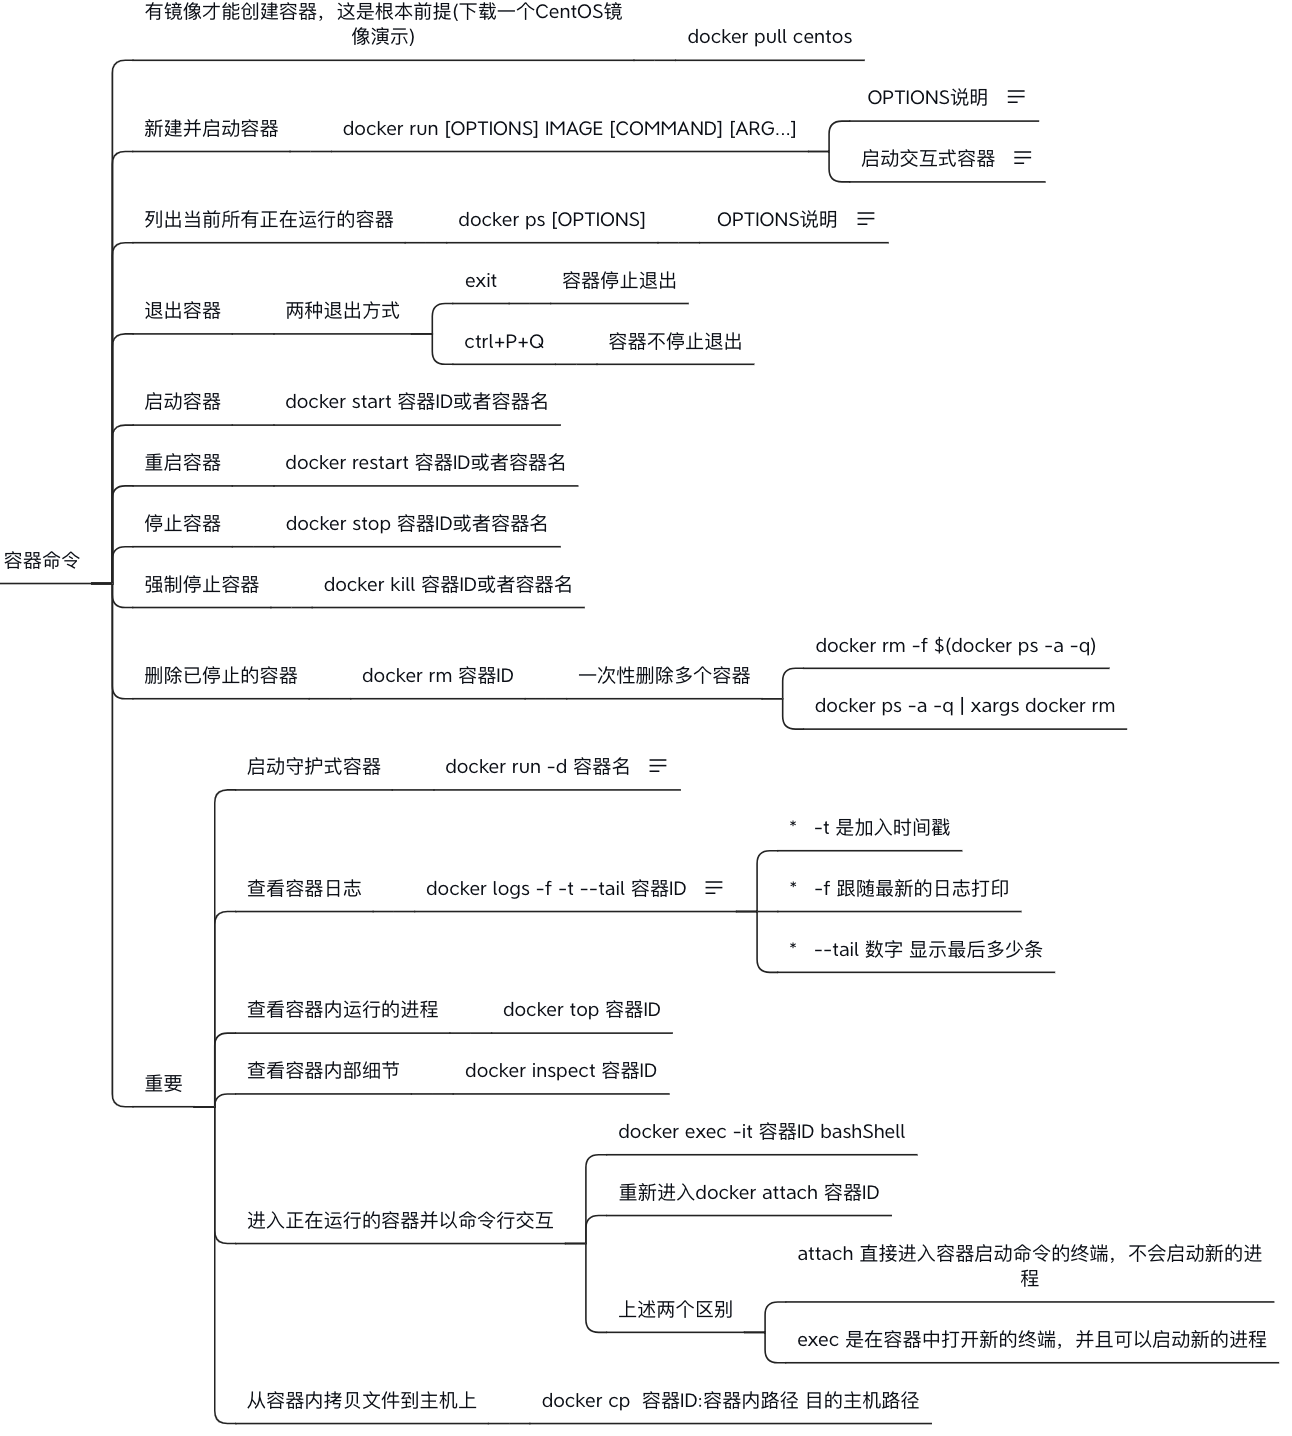 有镜像才能创建容器，这是根本前提(下载一个CentOS镜
像演示)
docker pull centos
新建并启动容器
docker run [OPTIONS] IMAGE [COMMAND] [ARG...]
OPTIONS说明
启动交互式容器
列出当前所有正在运行的容器
docker ps [OPTIONS]
OPTIONS说明
退出容器
两种退出方式
exit
容器停止退出
ctrl+P+Q
容器不停止退出
启动容器
docker start 容器ID或者容器名
重启容器
docker restart 容器ID或者容器名
停止容器
docker stop 容器ID或者容器名
容器命令
强制停止容器
docker kill 容器ID或者容器名
删除已停止的容器
docker rm 容器ID
一次性删除多个容器
docker rm -f $(docker ps -a -q)
docker ps -a -q | xargs docker rm
重要
启动守护式容器
docker run -d 容器名
查看容器日志
docker logs -f -t --tail 容器ID
* -t 是加入时间戳
* -f 跟随最新的日志打印
* --tail 数字 显示最后多少条
查看容器内运行的进程
docker top 容器ID
查看容器内部细节
docker inspect 容器ID
进入正在运行的容器并以命令行交互
docker exec -it 容器ID bashShell
重新进入docker attach 容器ID
上述两个区别
attach 直接进入容器启动命令的终端，不会启动新的进
程
exec 是在容器中打开新的终端，并且可以启动新的进程
从容器内拷贝文件到主机上
docker cp  容器ID:容器内路径 目的主机路径